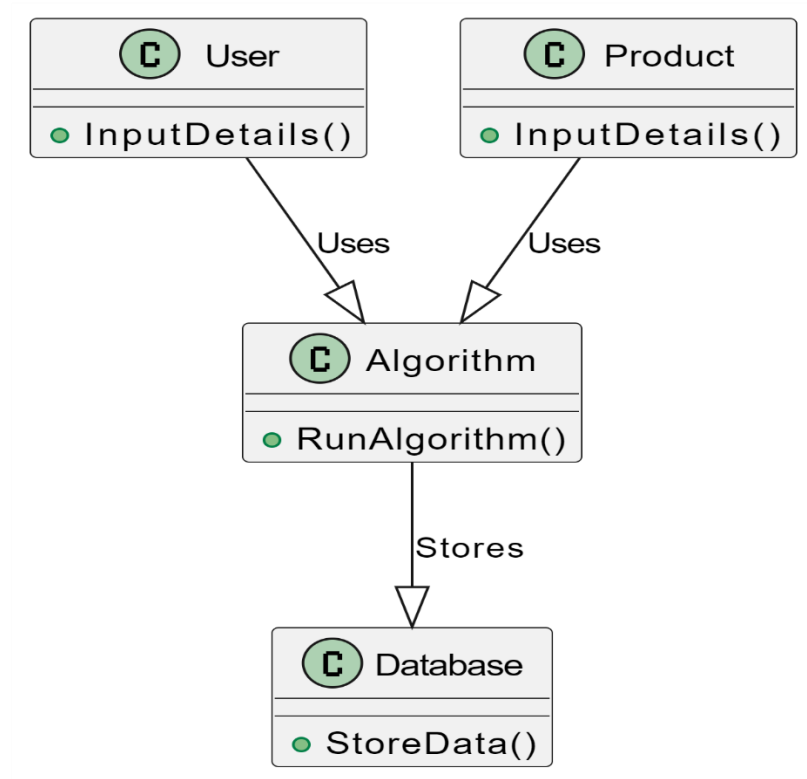 C User
InputDetails()
C Product
InputDetails()
Uses
Uses
C Algorithm
RunAlgorithm()
Stores
C Database
StoreData()